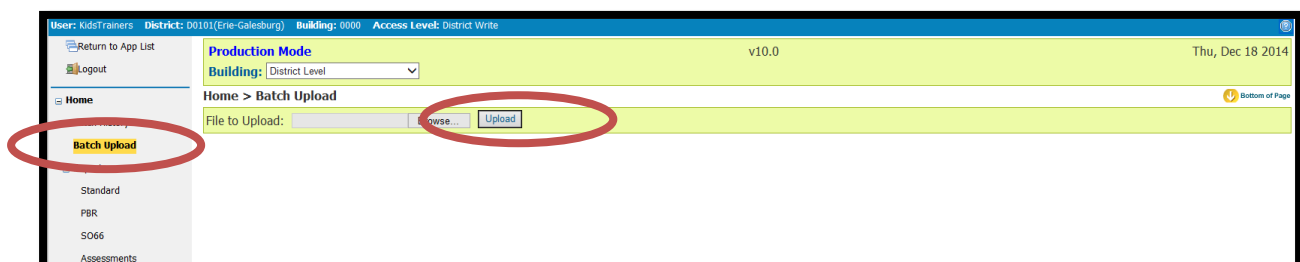 User: KidsTrainers District: D0101(Erie-Galesburg) Building: 0000 Access Level: District Write
Return to App List
Logout
Home
Batch Upload
Standard
PBR
SO66
Assessments
Production Mode v10.0 Thu, Dec 18 2014
Building: District Level
Home > Batch Upload
Bottom of Page
File to Upload: Browse... Upload